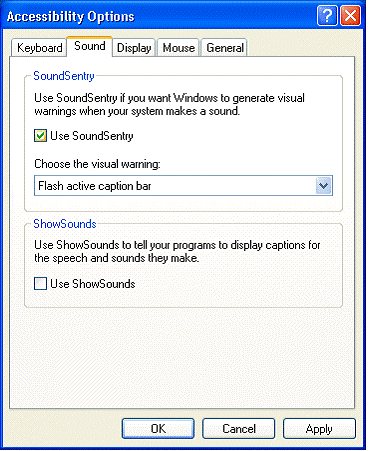 Accessibility Options
Keyboard Sound Display Mouse General
SoundSentry
Use SoundSentry if you want Windows to generate visual
warnings when your system makes a sound.
Use SoundSentry
Choose the visual warning:
Flash active caption bar
ShowSounds
Use ShowSounds to tell your programs to display captions for
the speech and sounds they make.
Use ShowSounds
OK Cancel Apply